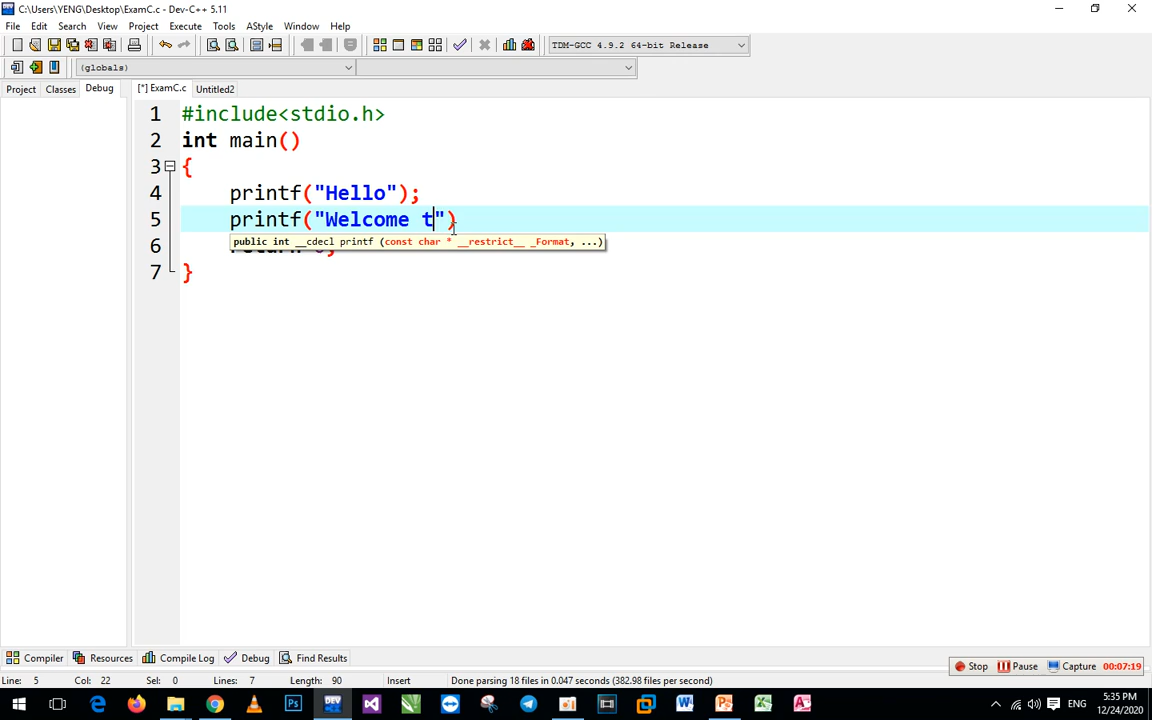 C:\Users\YENG\Desktop\ExamC.c - Dev-C++ 5.11
File Edit Search View Project Execute Tools AStyle Window Help
TDM-GCC 4.9.2 64-bit Release
(globals)
Project Classes Debug [*] ExamC.c Untitled2
1 #include<stdio.h>
2 int main()
3 {
4 printf("Hello");
5 printf("Welcome t")
public int __cdecl printf (const char * __restrict__ _Format, ...)
6
7 }
Compiler Resources Compile Log Debug Find Results
Stop Pause Capture 00:07:19
Line: 5 Col: 22 Sel: 0 Lines: 7 Length: 90 Insert Done parsing 18 files in 0.047 seconds (382.98 files per second)
ENG
5:35 PM
12/24/2020